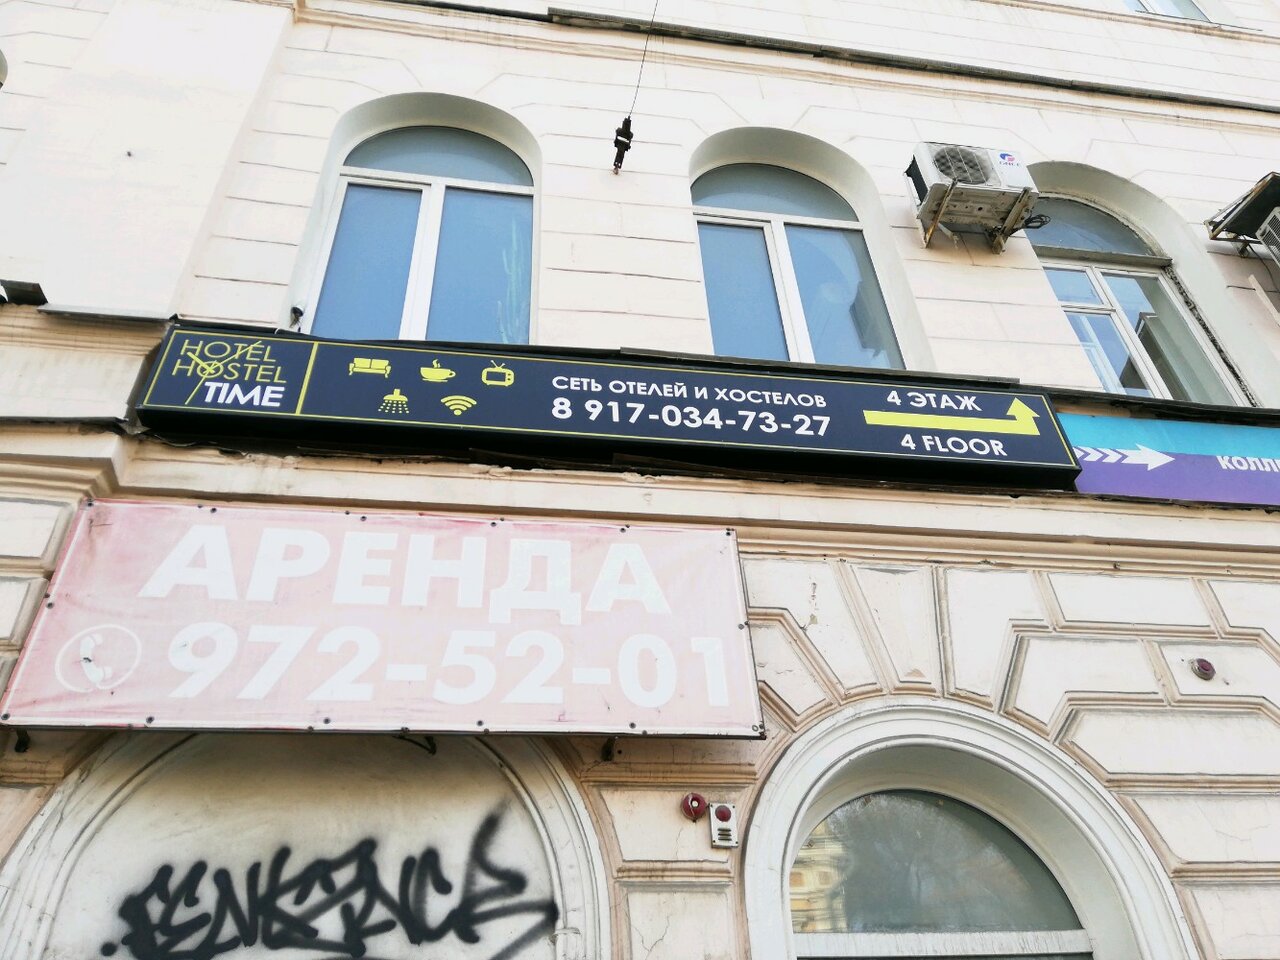 HOTEL
HOSTEL
TIME
СЕТЬ ОТЕЛЕЙ И ХОСТЕЛОВ
8 917-034-73-27
4 ЭТАЖ
4 FLOOR
АРЕНДА
972-52-01